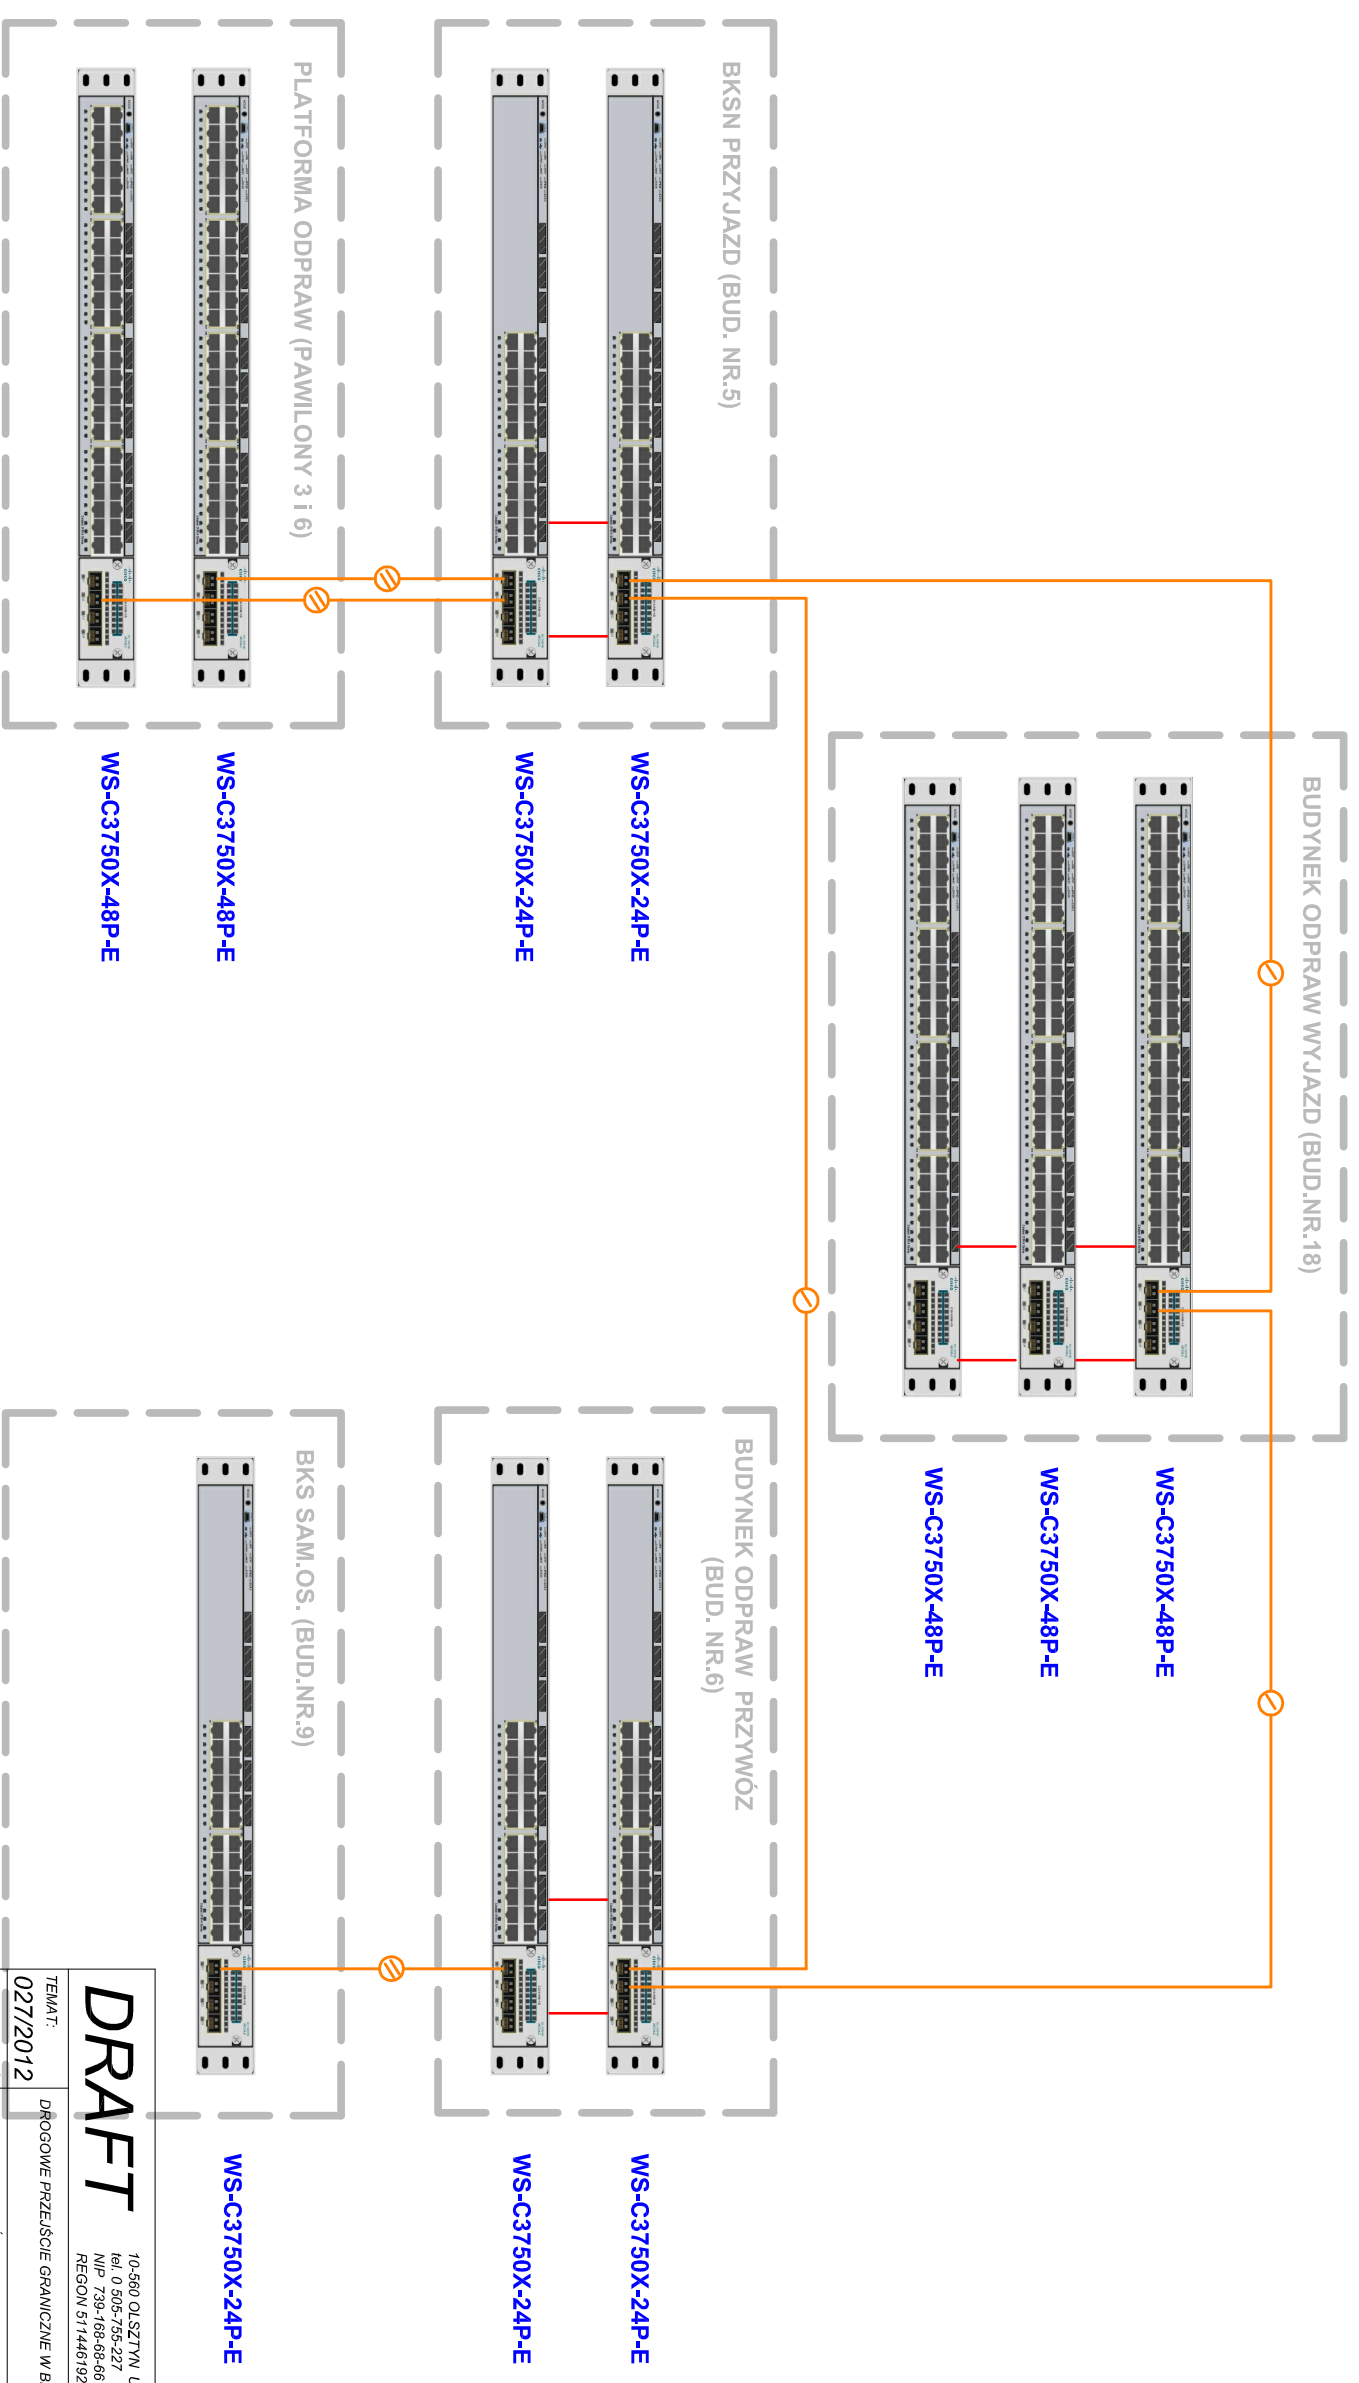 BUDYNEK ODPRAW WYJAZD (BUD.NR.18)
WS-C3750X-48P-E
WS-C3750X-48P-E
WS-C3750X-48P-E
BKSN PRZYJAZD (BUD. NR.5)
WS-C3750X-24P-E
WS-C3750X-24P-E
BUDYNEK ODPRAW PRZYWÓZ
(BUD. NR.6)
WS-C3750X-24P-E
WS-C3750X-24P-E
PLATFORMA ODPRAW (PAWILONY 3 i 6)
WS-C3750X-48P-E
WS-C3750X-48P-E
BKS SAM.OS. (BUD.NR.9)
WS-C3750X-24P-E
DRAFT
10-560 OLSZTYN
tel. 0 505-755-227
NIP 739-168-68-66
REGON 511446192
TEMAT:
027/2012
DROGOWE PRZEJŚCIE GRANICZNE W B